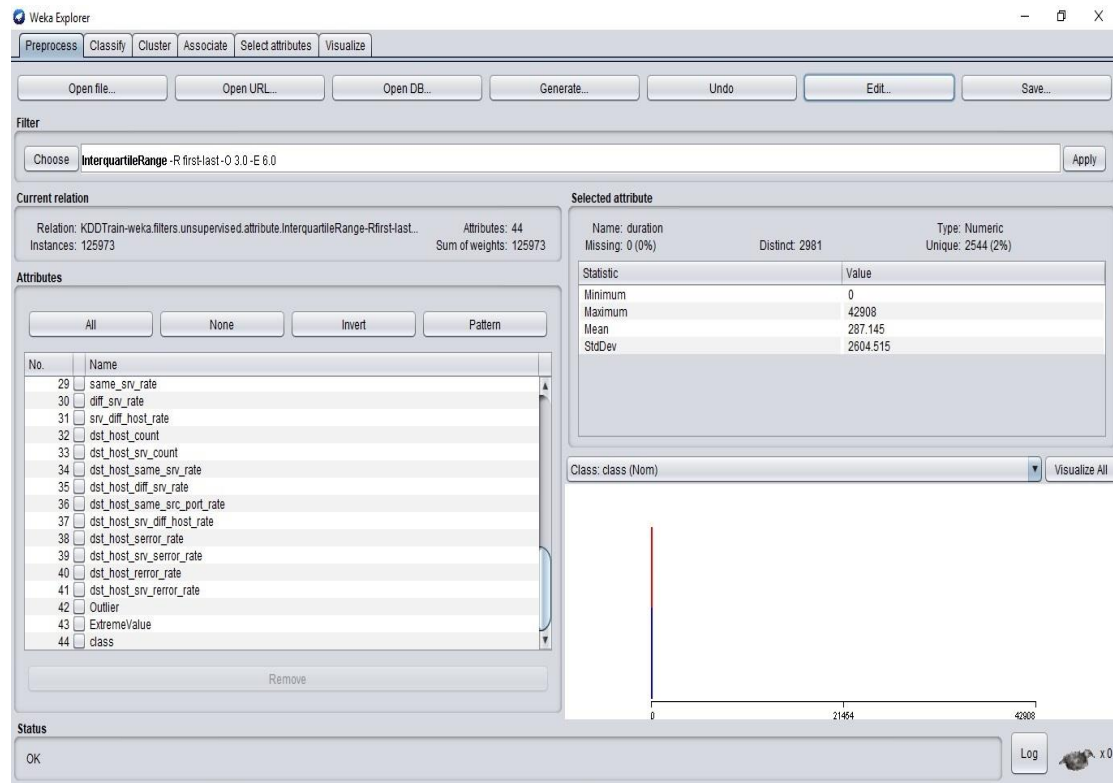 Weka Explorer
Preprocess Classify Cluster Associate Select attributes Visualize
Open file... Open URL... Open DB... Generate... Undo Edit... Save...
Filter
Choose InterquartileRange -R first-last -O 3.0 -E 6.0 Apply
Current relation
Relation: KDDTrain-weka.filters.unsupervised.attribute.InterquartileRange-Rfirst-last... Attributes: 44
Instances: 125973 Sum of weights: 125973
Attributes
All None Invert Pattern
No. Name
29 same_srv_rate
30 diff_srv_rate
31 srv_diff_host_rate
32 dst_host_count
33 dst_host_srv_count
34 dst_host_same_srv_rate
35 dst_host_diff_srv_rate
36 dst_host_same_src_port_rate
37 dst_host_srv_diff_host_rate
38 dst_host_serror_rate
39 dst_host_srv_serror_rate
40 dst_host_rerror_rate
41 dst_host_srv_rerror_rate
42 Outlier
43 ExtremeValue
44 class
Remove
Selected attribute
Name: duration Type: Numeric
Missing: 0 (0%) Distinct: 2981 Unique: 2544 (2%)
Statistic Value
Minimum 0
Maximum 42908
Mean 287.145
StdDev 2604.515
Class: class (Nom) Visualize All
0 21454 42908
Status
OK Log x 0